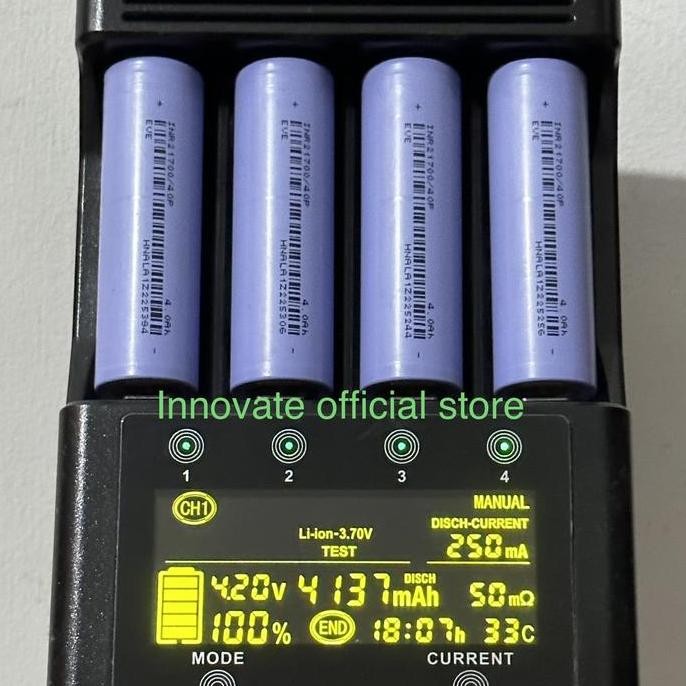 +
INR21700/40P
EVE
4.0Ah
HNALA1Z225394
-
+
INR21700/40P
EVE
4.0Ah
HNALA1Z225306
-
+
INR21700/40P
EVE
4.0Ah
HNALA1Z225244
-
+
INR21700/40P
EVE
4.0Ah
HNALA1Z225256
-
Innovate official store
1 2 3 4
CH1 MANUAL
DISCH-CURRENT
Li-ion-3.70V 250mA
TEST
4.20V 4137mAh DISCH 50mΩ
100% END 18:07h 33C
MODE CURRENT